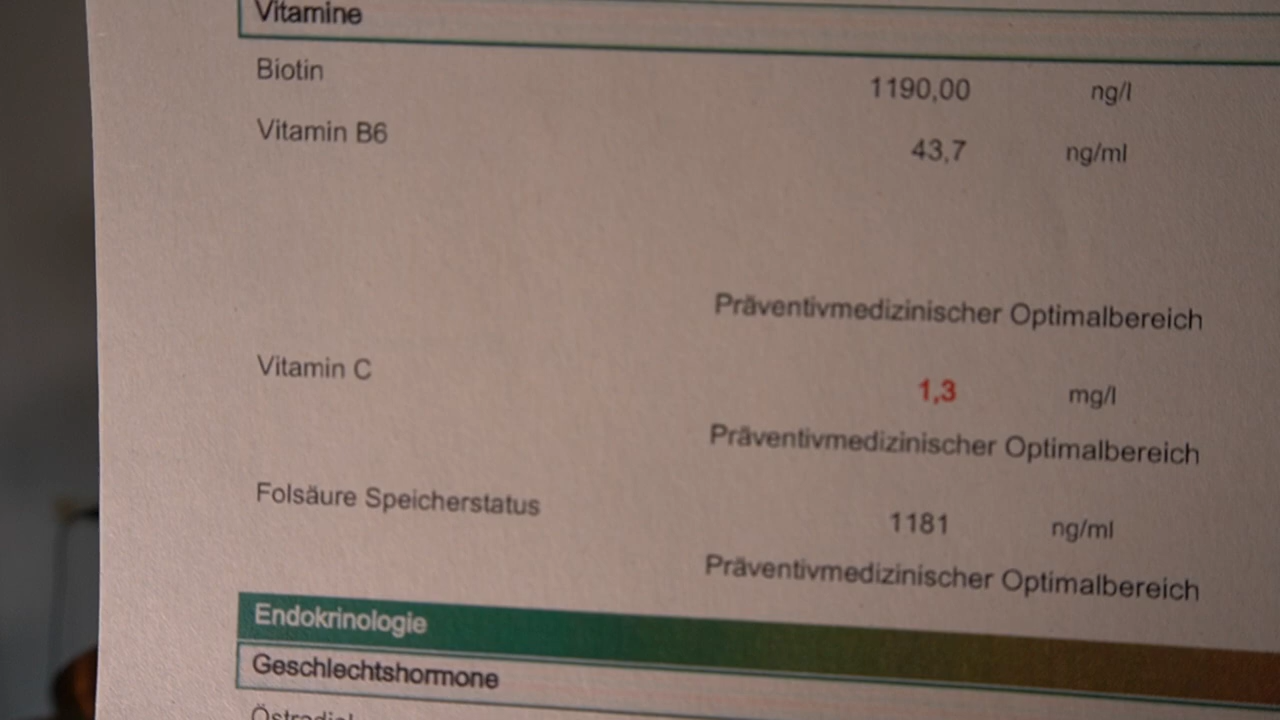 Vitamine
Biotin 1190,00 ng/l
Vitamin B6 43,7 ng/ml
Präventivmedizinischer Optimalbereich
Vitamin C 1,3 mg/l
Präventivmedizinischer Optimalbereich
Folsäure Speicherstatus 1181 ng/ml
Präventivmedizinischer Optimalbereich
Endokrinologie
Geschlechtshormone
Östradiol